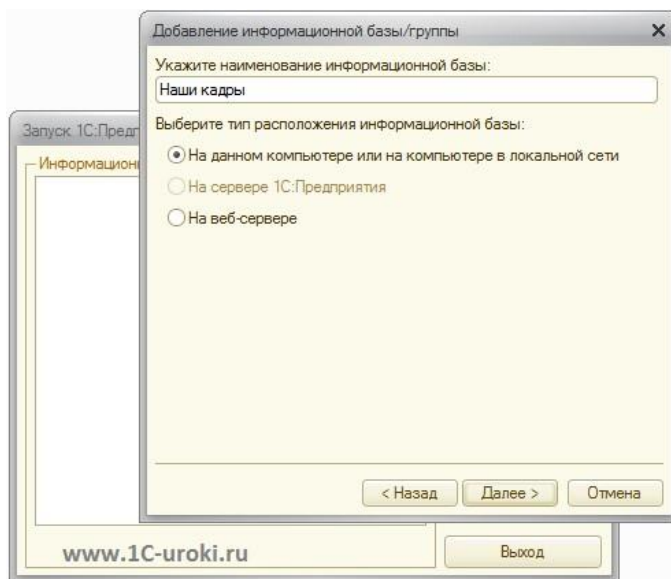 Добавление информационной базы/группы
Укажите наименование информационной базы:
Наши кадры
Запуск 1С:Предп
Выберите тип расположения информационной базы:
Информацион
На данном компьютере или на компьютере в локальной сети
На сервере 1С:Предприятия
На веб-сервере
< Назад
Далее >
Отмена
www.1C-uroki.ru
Выход